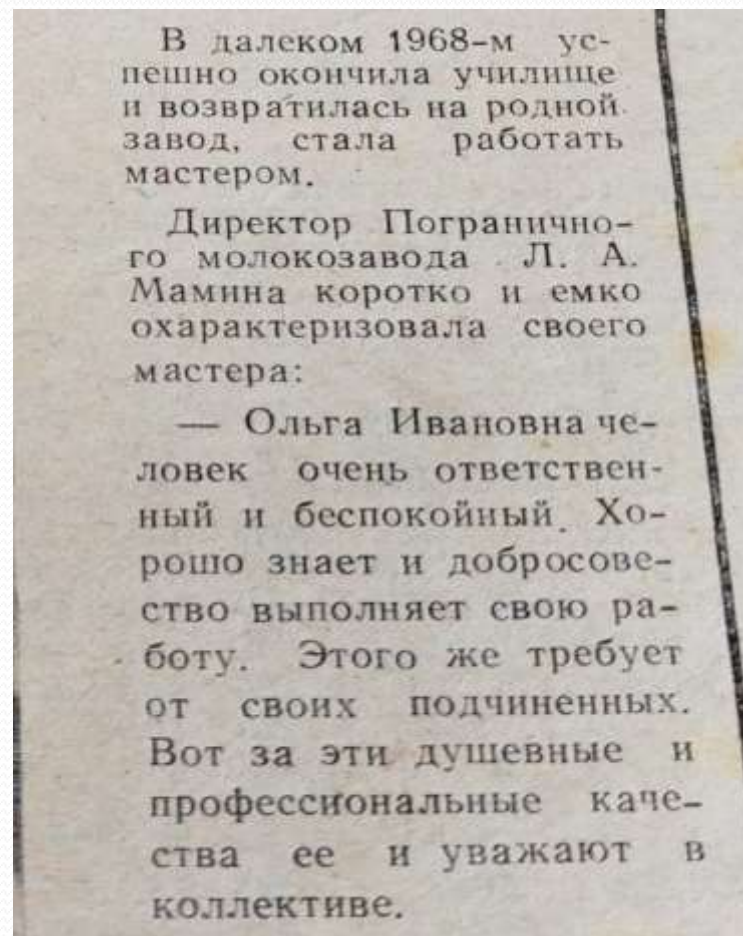 В далеком 1968-м ус-
пешно окончила училище
и возвратилась на родной
завод, стала работать
мастером.
Директор Погранично-
го молокозавода Л. А.
Мамина коротко и емко
охарактеризовала своего
мастера:
— Ольга Ивановна че-
ловек очень ответствен-
ный и беспокойный. Хо-
рошо знает и добросове-
ство выполняет свою ра-
боту. Этого же требует
от своих подчиненных.
Вот за эти душевные и
профессиональные каче-
ства ее и уважают в
коллективе.